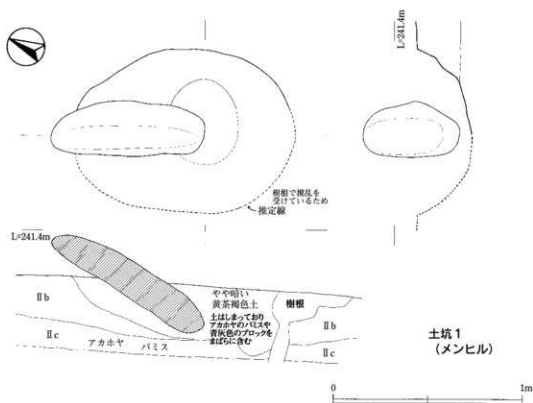 L=241.4m
樹根で攪乱を
受けているため
推定線
L=241.4m
やや暗い
黄茶褐色土
土はしまっており
アカホヤのパミスや
青灰色のブロックを
まばらに含む
樹根
Ⅱb
Ⅱc
アカホヤ パミス
Ⅱb
Ⅱc
土坑1
(メンヒル)
0 1m